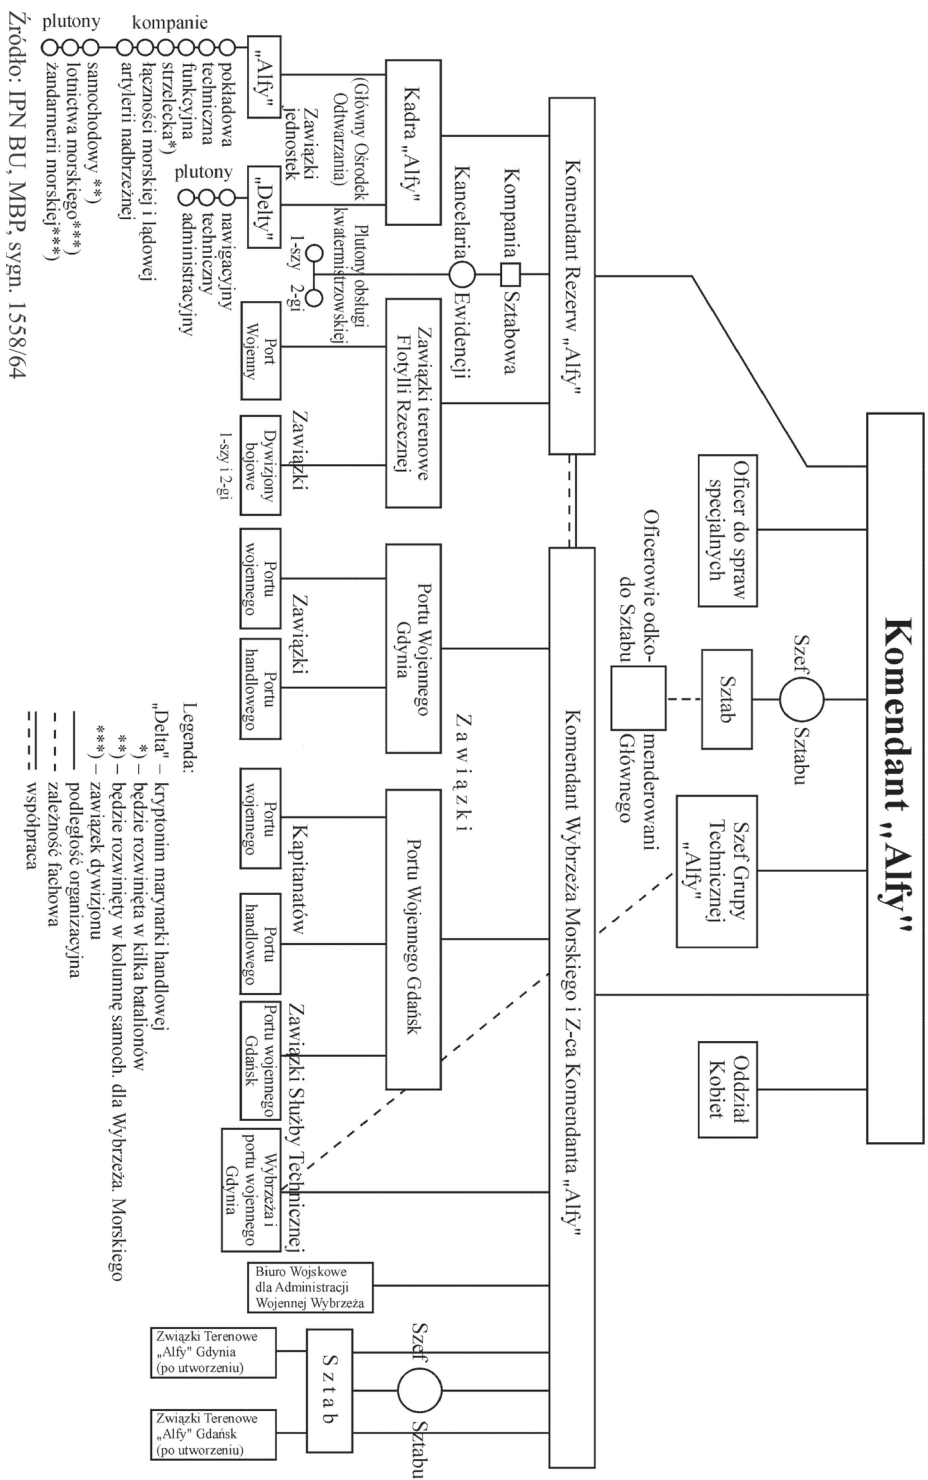 Komendant „Alfy"
Oficer do spraw
specjalnych
Szef
Sztabu
Sztab
Oficerowie odko-
do Sztabu
menderowani
Głównego
Szef Grupy
Technicznej
„Alfy"
Oddział
Kobiet
Komendant Rezerw „Alfy"
Komendant Wybrzeża Morskiego i Z-ca Komendanta „Alfy"
Kompania
Sztabowa
Kancelaria
Ewidencji
Kadra „Alfy"
(Główny Ośrodek
Odtwarzania)
Plutony obsługi
kwatermistrzowskiej
1-szy
2-gi
Związki
jednostek
„Alfy"
kompanie
pokładowa
techniczna
funkcyjna
strzelecka*)
łączności morskiej i lądowej
artylerii nadbrzeżnej
plutony
samochodowy **)
lotnictwa morskiego***)
żandarmerii morskiej***)
„Delty"
plutony
nawigacyjny
techniczny
administracyjny
Zawiązki terenowe
Flotylli Rzecznej
Zawiązki
Port
Wojenny
Dywizjony
bojowe
1-szy i 2-gi
Zawiązki
Portu Wojennego
Gdynia
Zawiązki
Portu
wojennego
Portu
handlowego
Portu Wojennego Gdańsk
Kapitanatów
Portu
wojennego
Portu
handlowego
Zawiązki Służby Technicznej
Portu wojennego
Gdańsk
Wybrzeża i
portu wojennego
Gdynia
Biuro Wojskowe
dla Administracji
Wojennej Wybrzeża
Szef
Sztabu
Sztab
Związki Terenowe
„Alfy" Gdynia
(po utworzeniu)
Związki Terenowe
„Alfy" Gdańsk
(po utworzeniu)
Legenda:
„Delta" – kryptonim marynarki handlowej
*) – będzie rozwinięta w kilka batalionów
**) – będzie rozwinięty w kolumnę samoch. dla Wybrzeża. Morskiego
***) – zawiązek dywizjonu
podległość organizacyjna
zależność fachowa
współpraca
Źródło: IPN BU, MBP, sygn. 1558/64